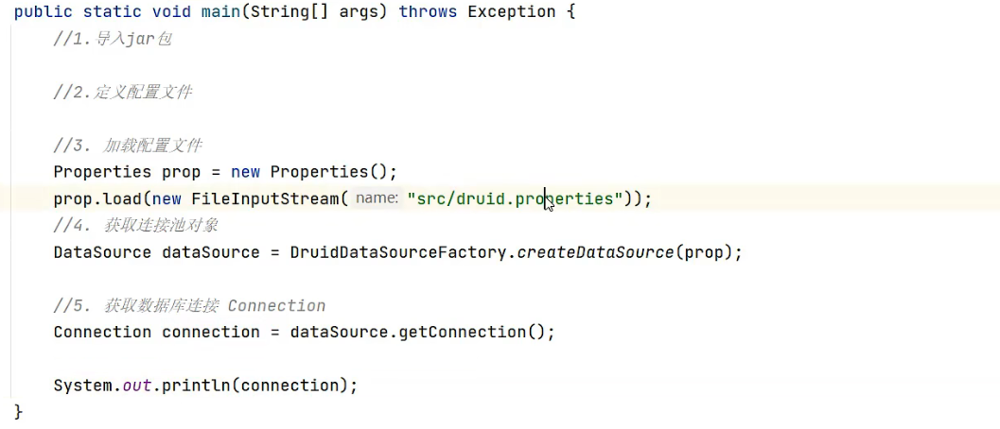 public static void main(String[] args) throws Exception {
//1.导入jar包
//2.定义配置文件
//3. 加载配置文件
Properties prop = new Properties();
prop.load(new FileInputStream( name: "src/druid.properties"));
//4. 获取连接池对象
DataSource dataSource = DruidDataSourceFactory.createDataSource(prop);
//5. 获取数据库连接 Connection
Connection connection = dataSource.getConnection();
System.out.println(connection);
}